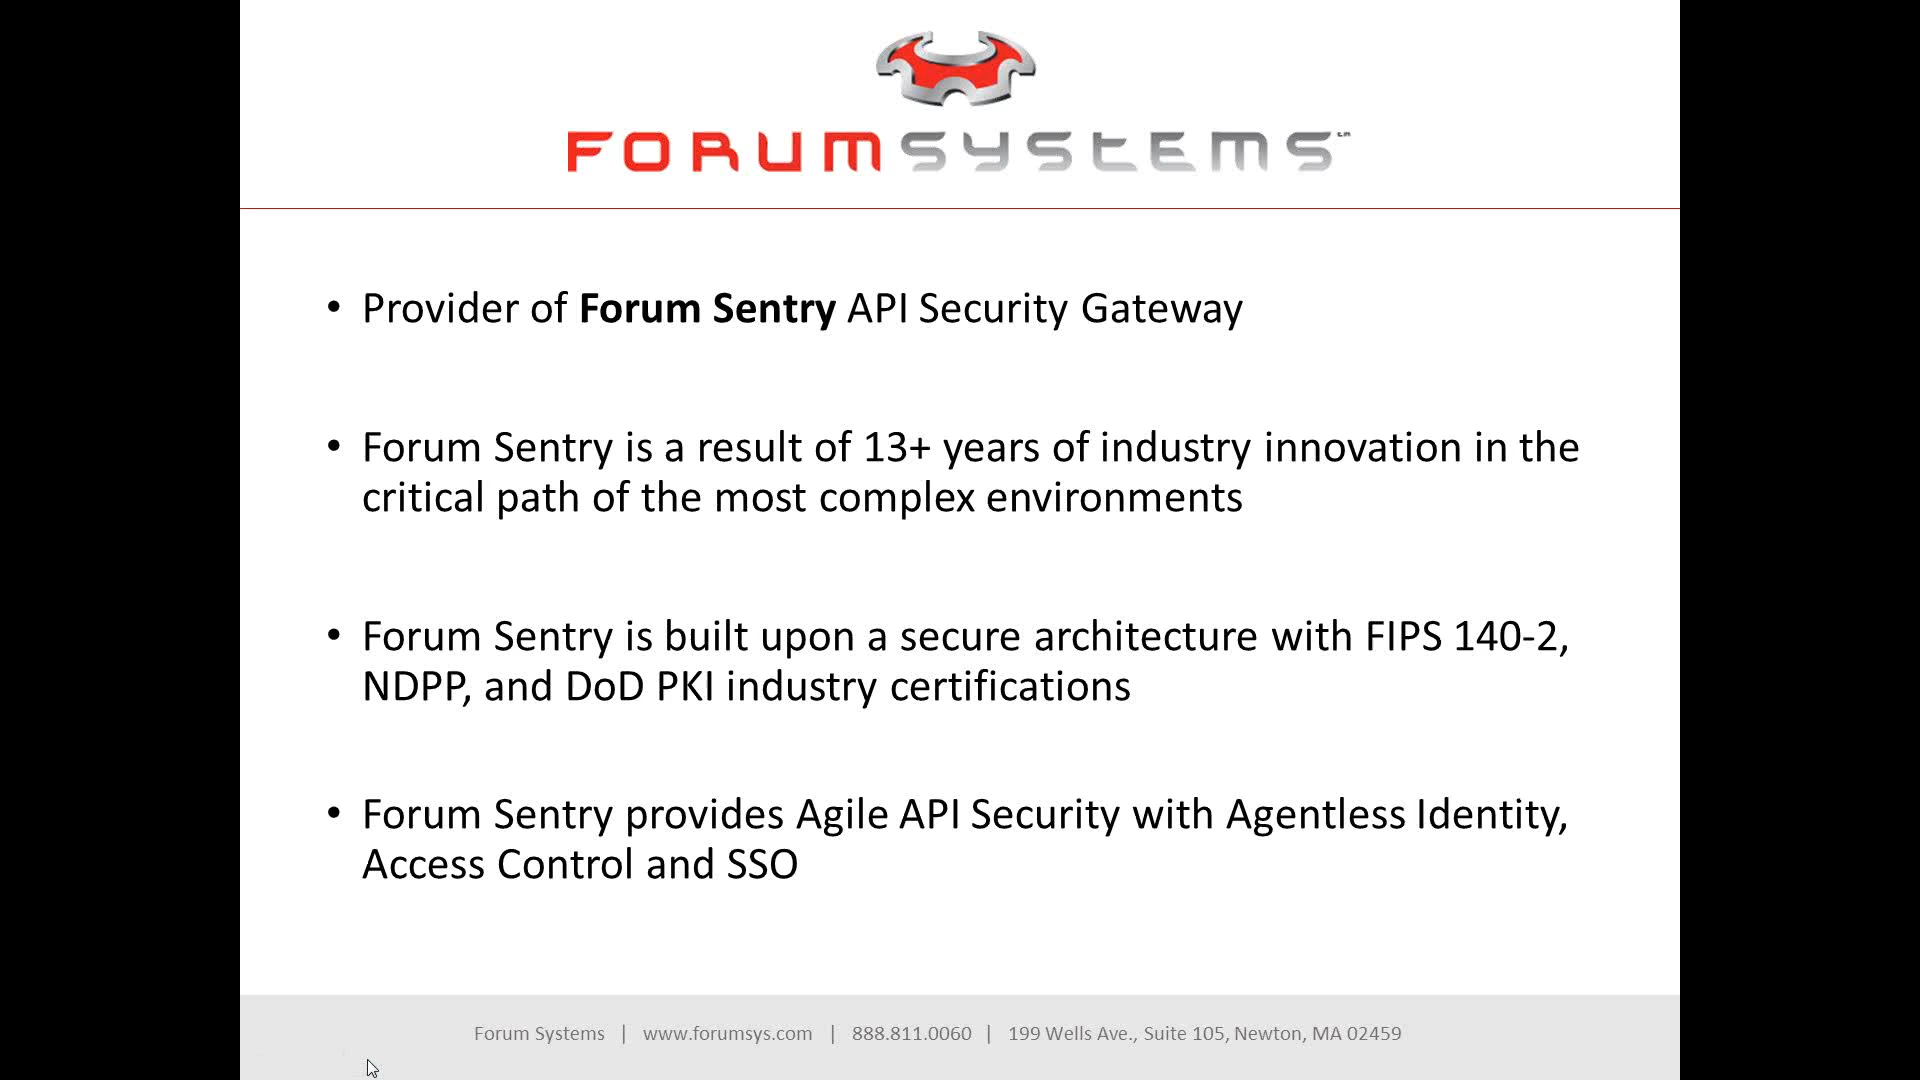 FORUMSYSTEMS
• Provider of Forum Sentry API Security Gateway
• Forum Sentry is a result of 13+ years of industry innovation in the
critical path of the most complex environments
• Forum Sentry is built upon a secure architecture with FIPS 140-2,
NDPP, and DoD PKI industry certifications
• Forum Sentry provides Agile API Security with Agentless Identity,
Access Control and SSO
Forum Systems | www.forumsys.com | 888.811.0060 | 199 Wells Ave., Suite 105, Newton, MA 02459